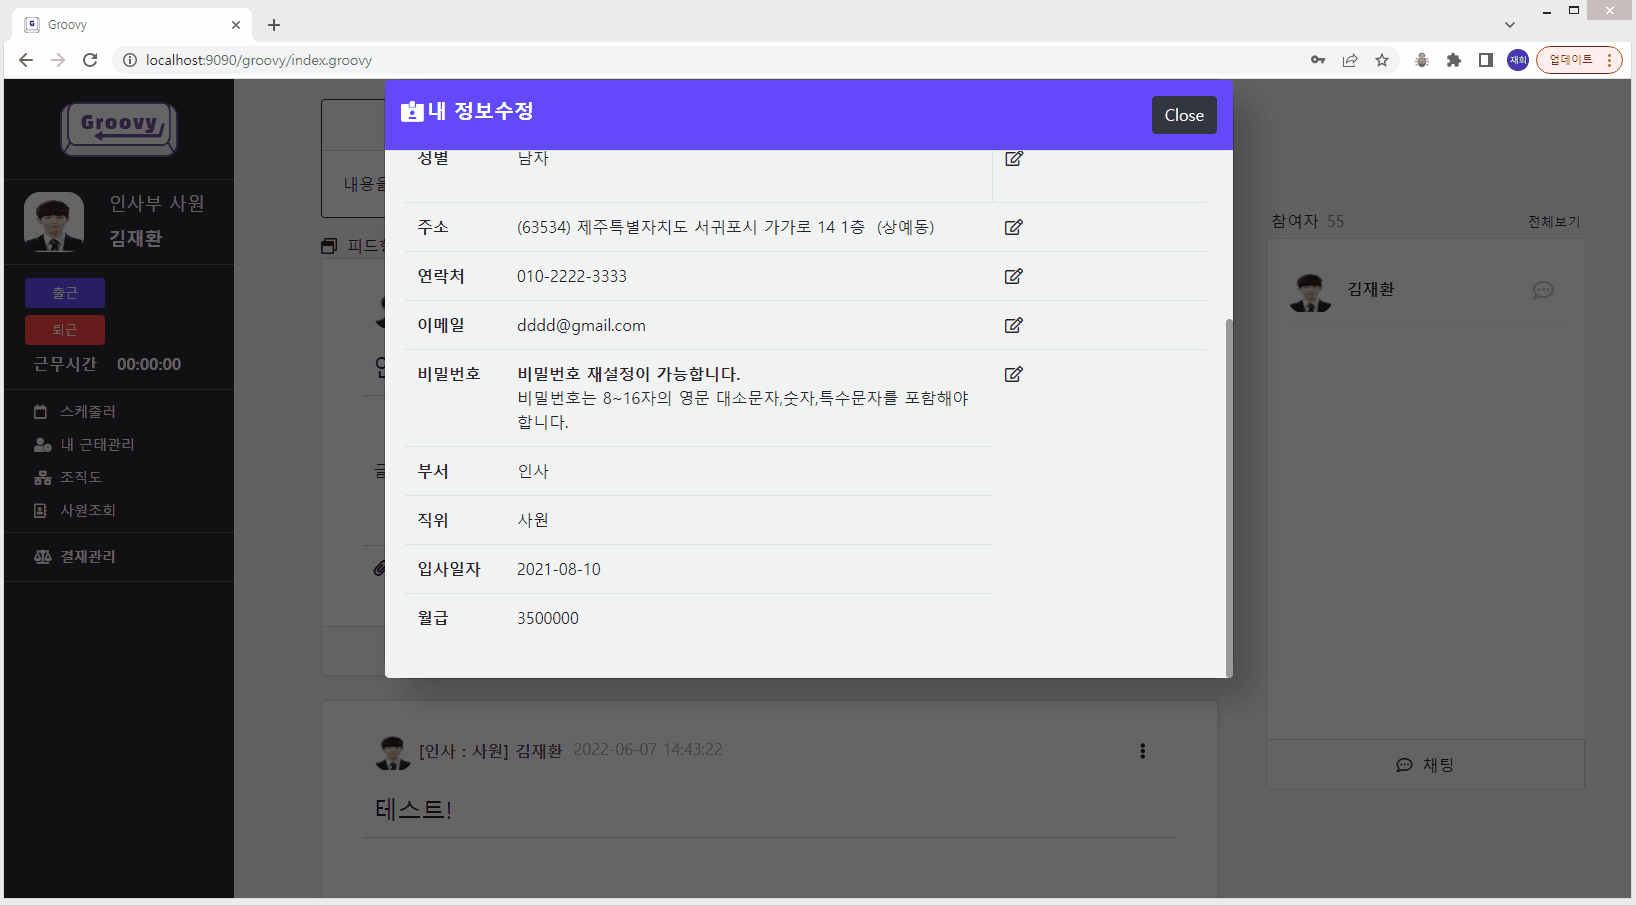 Groovy
localhost:9090/groovy/index.groovy
재희
업데이트
Groovy
인사부 사원
김재환
출근
퇴근
근무시간 00:00:00
스케줄러
내 근태관리
조직도
사원조회
결재관리
내 정보수정
Close
성별 남자
주소 (63534) 제주특별자치도 서귀포시 가가로 14 1층 (상예동)
연락처 010-2222-3333
이메일 dddd@gmail.com
비밀번호 비밀번호 재설정이 가능합니다.
비밀번호는 8~16자의 영문 대소문자,숫자,특수문자를 포함해야
합니다.
부서 인사
직위 사원
입사일자 2021-08-10
월급 3500000
내용을
피드
[인사 : 사원] 김재환 2022-06-07 14:43:22
테스트!
참여자 55 전체보기
김재환
채팅